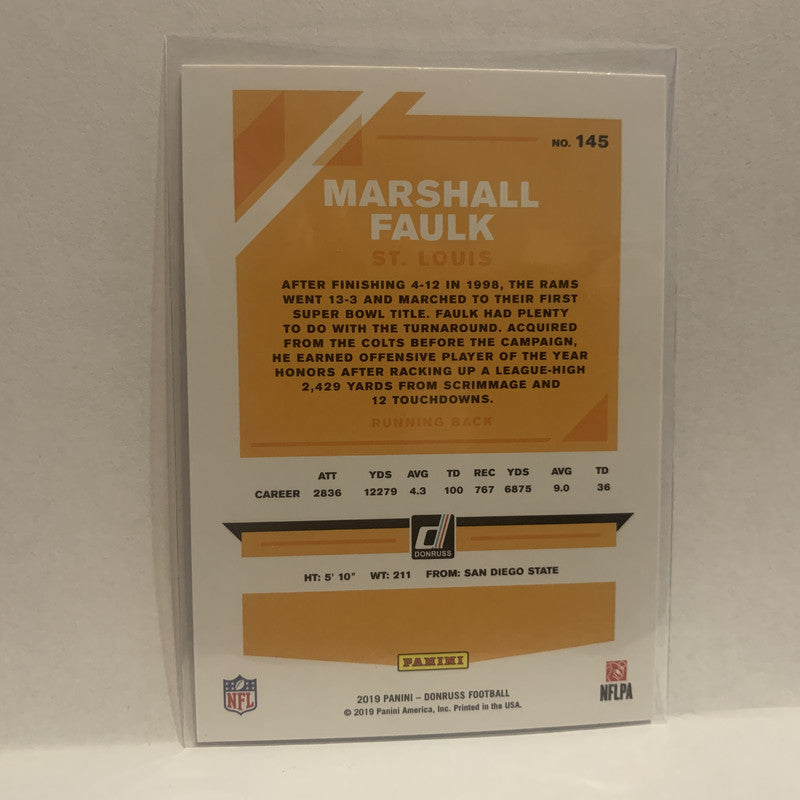 NO. 145
MARSHALL
FAULK
ST. LOUIS
AFTER FINISHING 4-12 IN 1998, THE RAMS
WENT 13-3 AND MARCHED TO THEIR FIRST
SUPER BOWL TITLE. FAULK HAD PLENTY
TO DO WITH THE TURNAROUND. ACQUIRED
FROM THE COLTS BEFORE THE CAMPAIGN,
HE EARNED OFFENSIVE PLAYER OF THE YEAR
HONORS AFTER RACKING UP A LEAGUE-HIGH
2,429 YARDS FROM SCRIMMAGE AND
12 TOUCHDOWNS.
RUNNING BACK
ATT YDS AVG TD REC YDS AVG TD
CAREER 2836 12279 4.3 100 767 6875 9.0 36
d
DONRUSS
HT: 5' 10" WT: 211 FROM: SAN DIEGO STATE
PANINI
NFL
NFLPA
2019 PANINI – DONRUSS FOOTBALL
© 2019 Panini America, Inc. Printed in the USA.